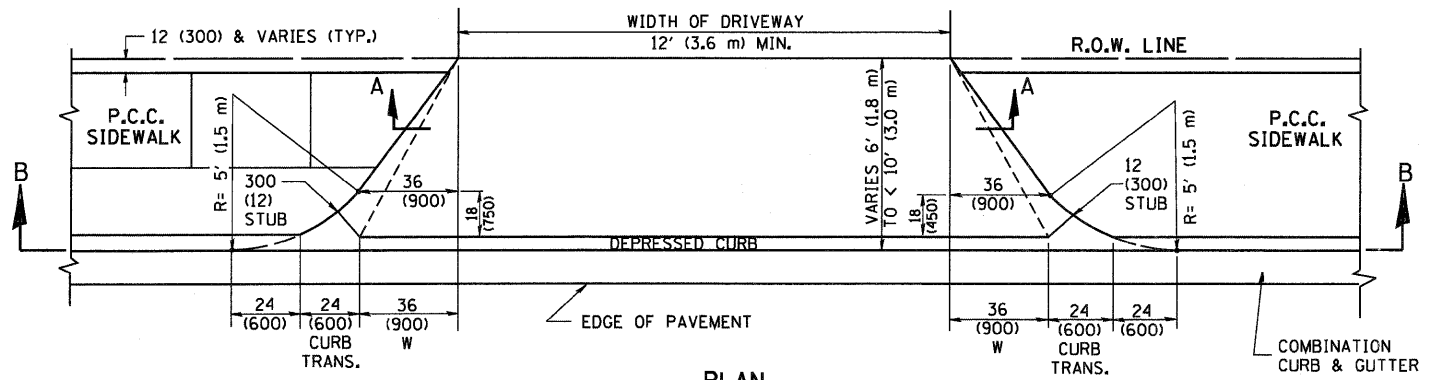 WIDTH OF DRIVEWAY
12' (3.6 m) MIN.
12 (300) & VARIES (TYP.)
R.O.W. LINE
A
A
P.C.C.
SIDEWALK
P.C.C.
SIDEWALK
B
B
R= 5' (1.5 m)
300
(12)
STUB
36
(900)
18
(750)
VARIES 6' (1.8 m)
TO < 10' (3.0 m)
36
(900)
18
(450)
12
(300)
STUB
R= 5' (1.5 m)
DEPRESSED CURB
24
(600)
24
(600)
CURB
TRANS.
36
(900)
W
EDGE OF PAVEMENT
36
(900)
W
24
(600)
CURB
TRANS.
24
(600)
COMBINATION
CURB & GUTTER
PLAN